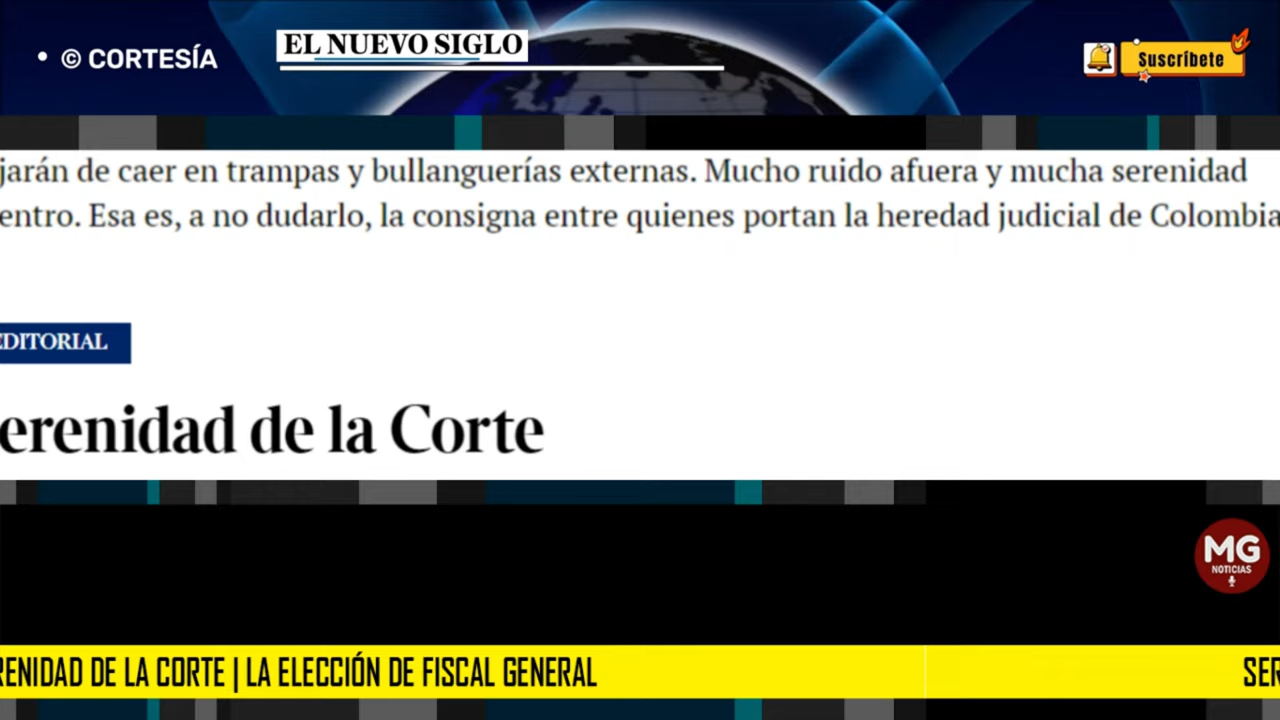 • © CORTESÍA
EL NUEVO SIGLO
Suscríbete
jarán de caer en trampas y bullanguerías externas. Mucho ruido afuera y mucha serenidad
entro. Esa es, a no dudarlo, la consigna entre quienes portan la heredad judicial de Colombia
EDITORIAL
erenidad de la Corte
MG
NOTICIAS
RENIDAD DE LA CORTE | LA ELECCIÓN DE FISCAL GENERAL
SER